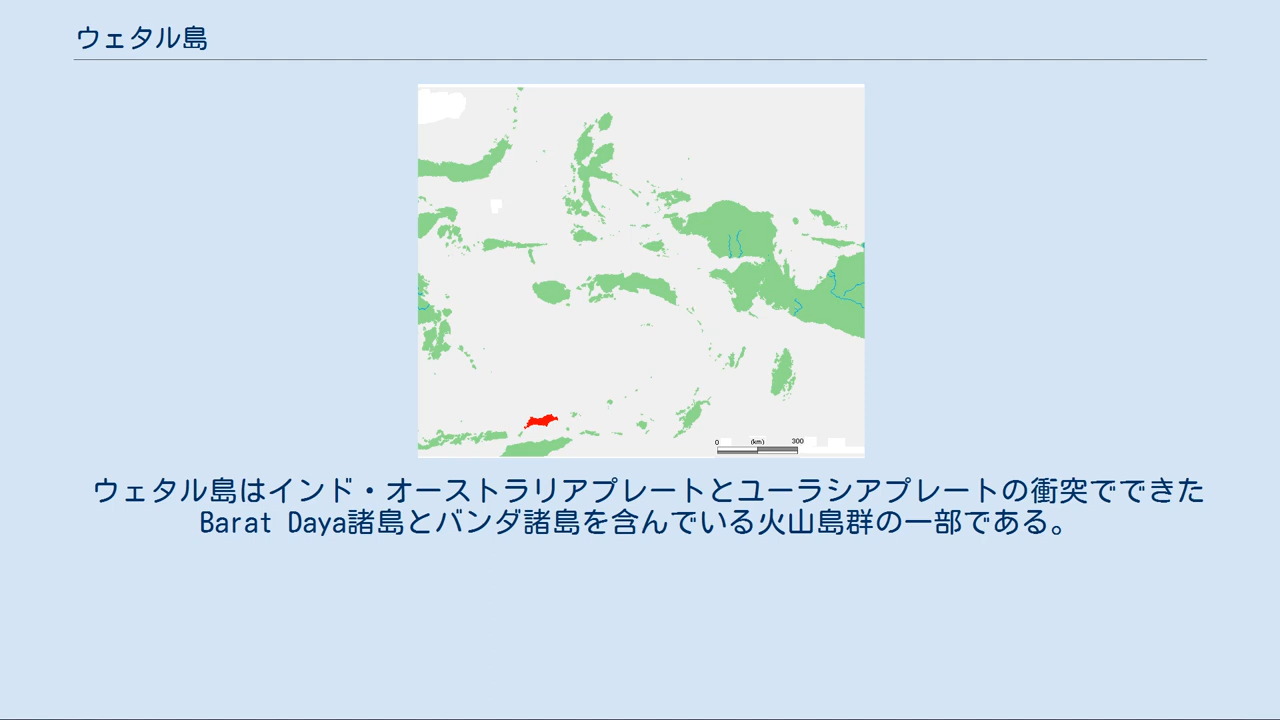 ウェタル島
0 (km) 300
ウェタル島はインド・オーストラリアプレートとユーラシアプレートの衝突でできた
Barat Daya諸島とバンダ諸島を含んでいる火山島群の一部である。